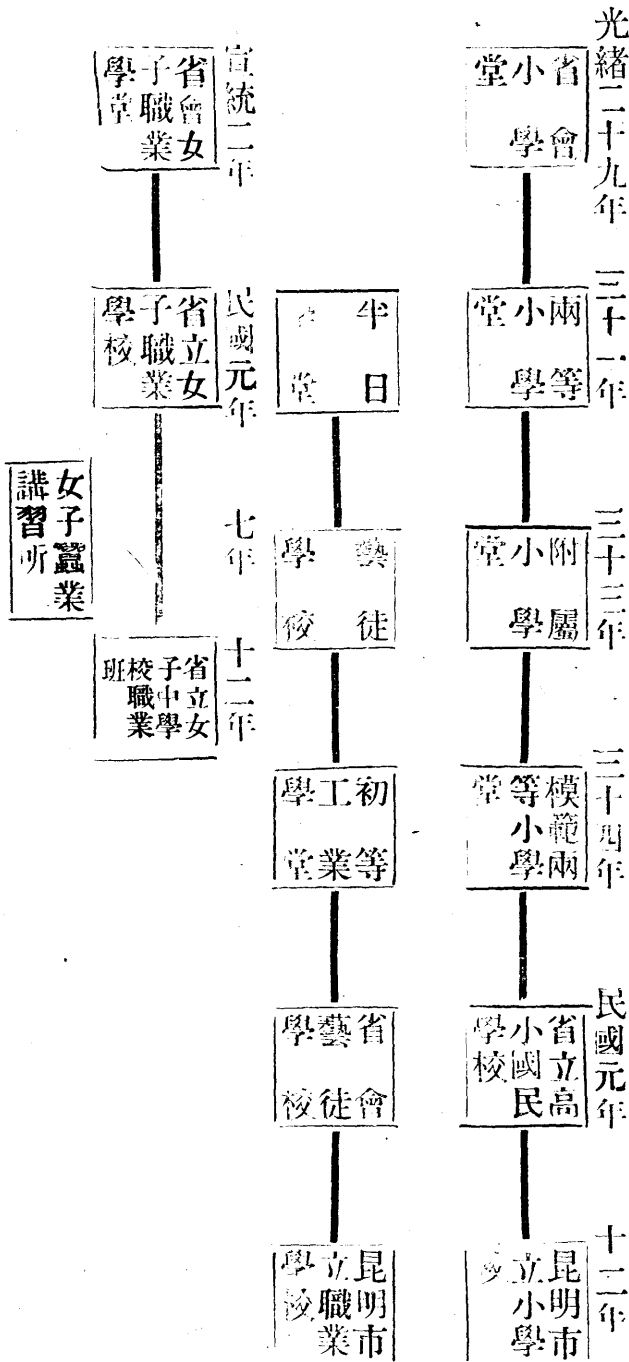 光緒二十九年
省會
小學
堂
三十一年
兩等
小學
堂
三十三年
附屬
小學
堂
三十四年
模範兩
等小學
堂
民國元年
省立高
小國民
學校
十二年
昆明市
立小學
校
半日
學堂
藝徒
學校
初等
工業
學堂
省會
藝徒
學校
昆明市
立職業
學校
宣統二年
省會女
子職業
學堂
民國元年
省立女
子職業
學校
七年
女子蠶業
講習所
十二年
省立女
子中學
校職業
班